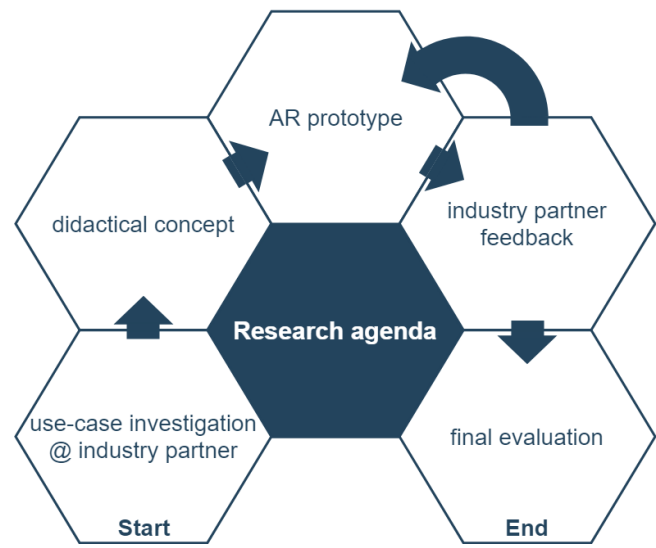 AR prototype
didactical concept
industry partner
feedback
Research agenda
use-case investigation
@ industry partner
final evaluation
Start
End